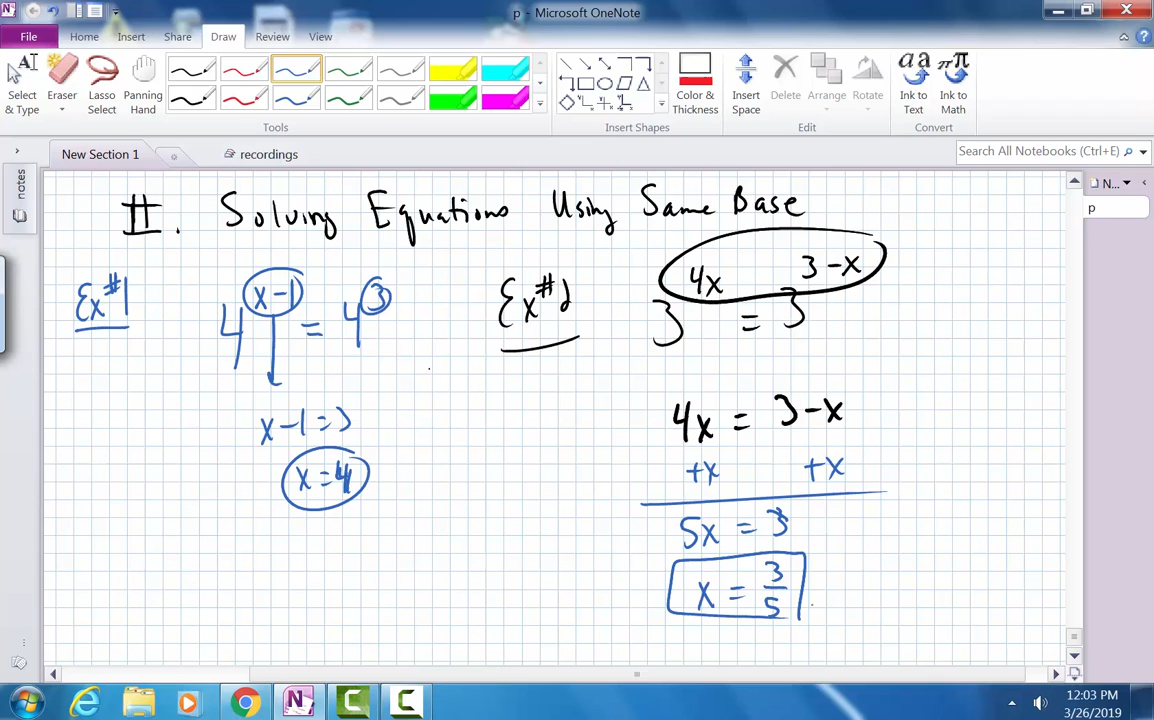 p - Microsoft OneNote
File Home Insert Share Draw Review View
Select & Type Eraser Lasso Select Panning Hand Color & Thickness Insert Space Delete Arrange Rotate Ink to Text Ink to Math
Tools Insert Shapes Edit Convert
New Section 1 recordings Search All Notebooks (Ctrl+E)
notes
N...
p
II. Solving Equations Using Same Base
Ex#1
4^(x-1) = 4^3
x-1=3
x=4
Ex#2
3^(4x) = 3^(3-x)
4x = 3-x
+x +x
5x = 3
x = 3/5
12:03 PM
3/26/2019